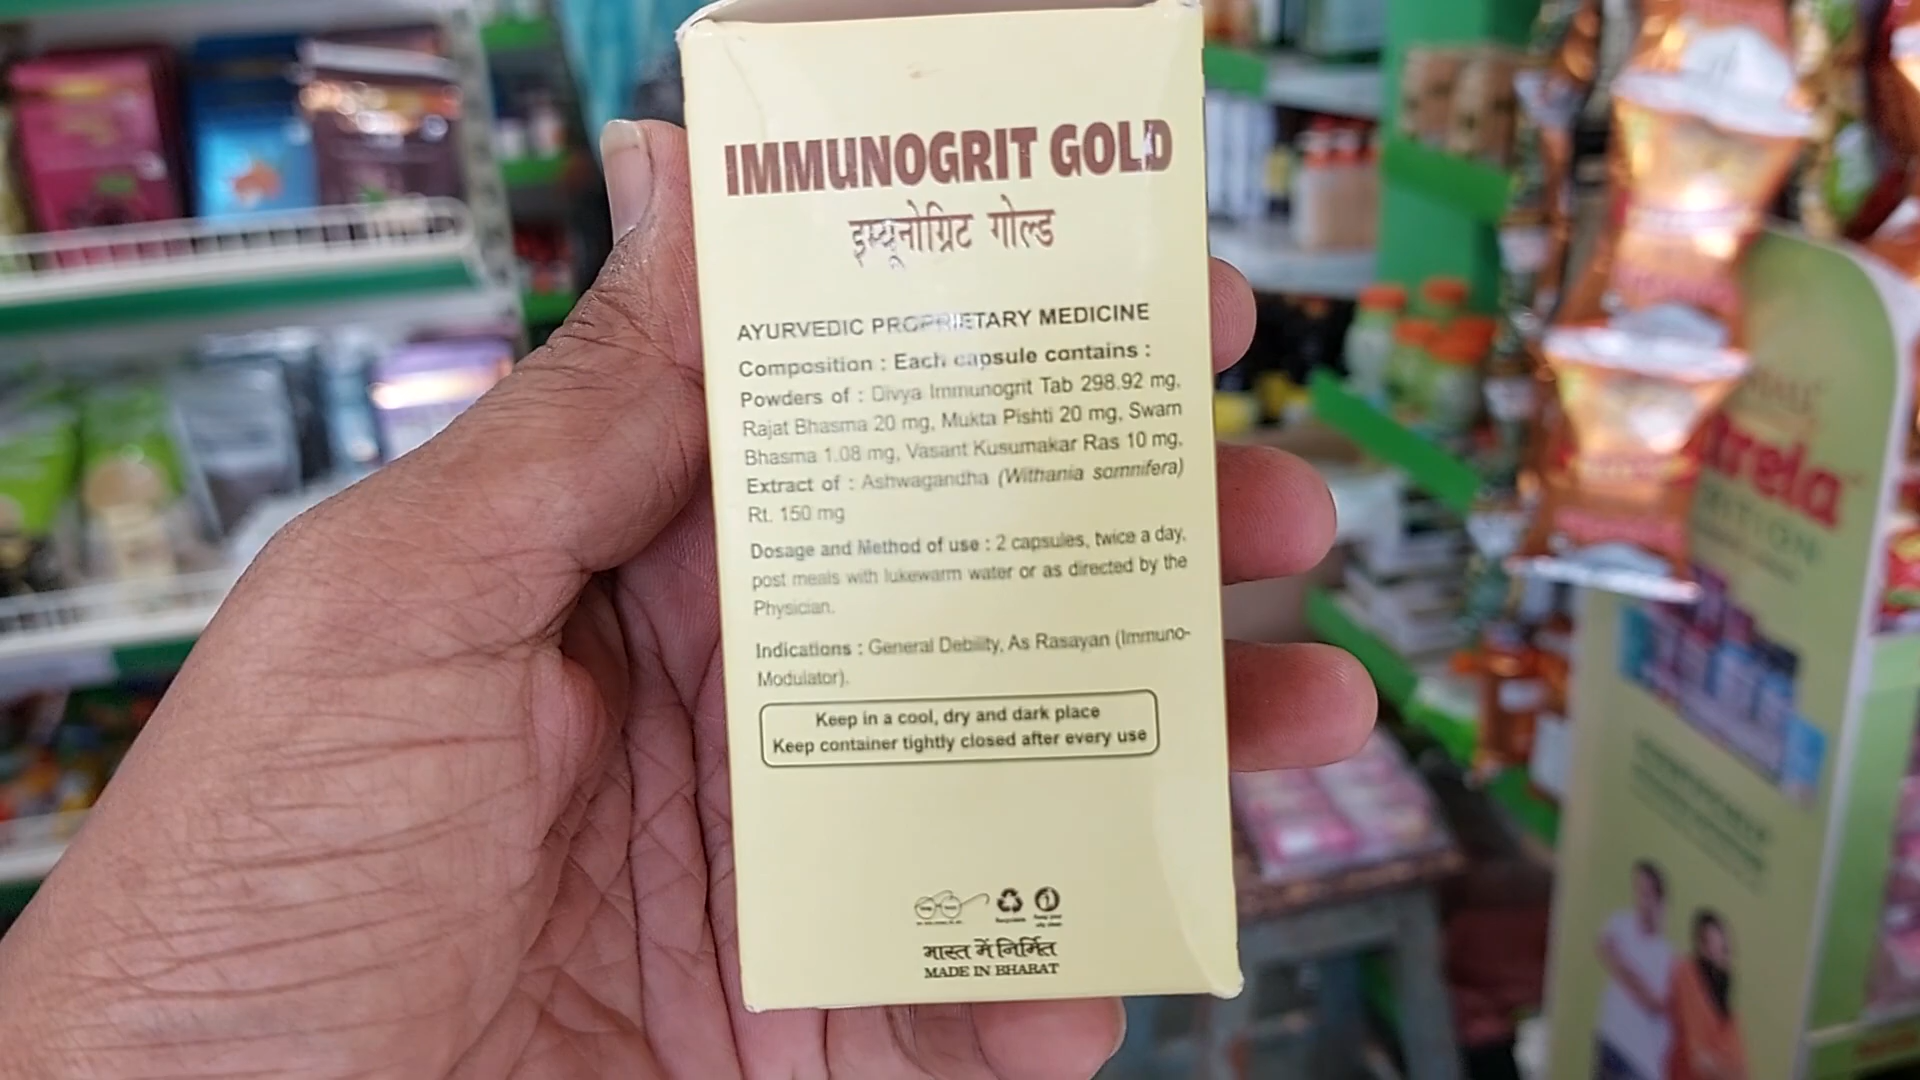 IMMUNOGRIT GOLD
इम्यूनोग्रिट गोल्ड
AYURVEDIC PROPRIETARY MEDICINE
Composition : Each capsule contains :
Powders of : Divya Immunogrit Tab 298.92 mg,
Rajat Bhasma 20 mg, Mukta Pishti 20 mg, Swarn
Bhasma 1.08 mg, Vasant Kusumakar Ras 10 mg,
Extract of : Ashwagandha (Withania somnifera)
Rt. 150 mg
Dosage and Method of use : 2 capsules, twice a day,
post meals with lukewarm water or as directed by the
Physician.
Indications : General Debility, As Rasayan (Immuno-
Modulator).
Keep in a cool, dry and dark place
Keep container tightly closed after every use
भारत में निर्मित
MADE IN BHARAT